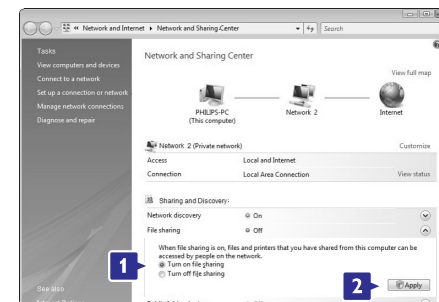 « Network and Internet ▸ Network and Sharing Center
Search
Tasks
View computers and devices
Connect to a network
Set up a connection or network
Manage network connections
Diagnose and repair
See also
Network and Sharing Center
View full map
PHILIPS-PC
(This computer)
Network 2
Internet
Network 2 (Private network)
Customize
Access
Local and Internet
Connection
Local Area Connection
View status
Sharing and Discovery:
Network discovery
On
File sharing
Off
When file sharing is on, files and printers that you have shared from this computer can be
accessed by people on the network.
1
Turn on file sharing
Turn off file sharing
2
Apply